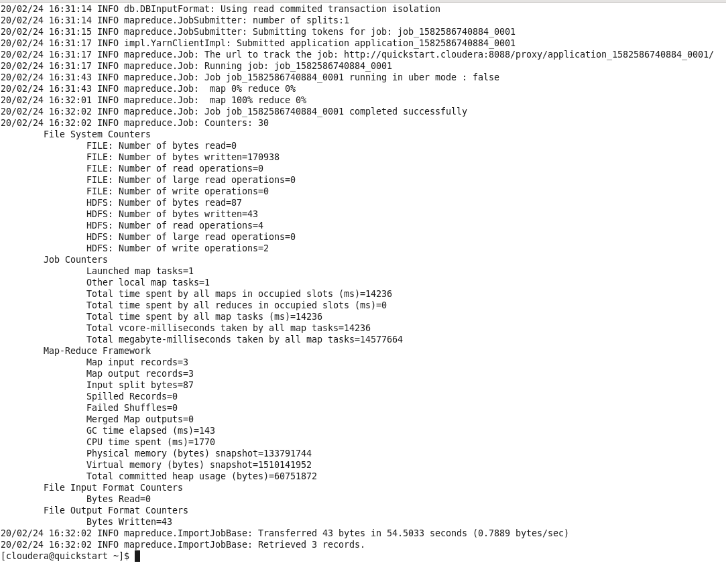 20/02/24 16:31:14 INFO db.DBInputFormat: Using read commited transaction isolation
20/02/24 16:31:14 INFO mapreduce.JobSubmitter: number of splits:1
20/02/24 16:31:15 INFO mapreduce.JobSubmitter: Submitting tokens for job: job_1582586740884_0001
20/02/24 16:31:17 INFO impl.YarnClientImpl: Submitted application application_1582586740884_0001
20/02/24 16:31:17 INFO mapreduce.Job: The url to track the job: http://quickstart.cloudera:8088/proxy/application_1582586740884_0001/
20/02/24 16:31:17 INFO mapreduce.Job: Running job: job_1582586740884_0001
20/02/24 16:31:43 INFO mapreduce.Job: Job job_1582586740884_0001 running in uber mode : false
20/02/24 16:31:43 INFO mapreduce.Job:  map 0% reduce 0%
20/02/24 16:32:01 INFO mapreduce.Job:  map 100% reduce 0%
20/02/24 16:32:02 INFO mapreduce.Job: Job job_1582586740884_0001 completed successfully
20/02/24 16:32:02 INFO mapreduce.Job: Counters: 30
File System Counters
FILE: Number of bytes read=0
FILE: Number of bytes written=170938
FILE: Number of read operations=0
FILE: Number of large read operations=0
FILE: Number of write operations=0
HDFS: Number of bytes read=87
HDFS: Number of bytes written=43
HDFS: Number of read operations=4
HDFS: Number of large read operations=0
HDFS: Number of write operations=2
Job Counters
Launched map tasks=1
Other local map tasks=1
Total time spent by all maps in occupied slots (ms)=14236
Total time spent by all reduces in occupied slots (ms)=0
Total time spent by all map tasks (ms)=14236
Total vcore-milliseconds taken by all map tasks=14236
Total megabyte-milliseconds taken by all map tasks=14577664
Map-Reduce Framework
Map input records=3
Map output records=3
Input split bytes=87
Spilled Records=0
Failed Shuffles=0
Merged Map outputs=0
GC time elapsed (ms)=143
CPU time spent (ms)=1770
Physical memory (bytes) snapshot=133791744
Virtual memory (bytes) snapshot=1510141952
Total committed heap usage (bytes)=60751872
File Input Format Counters
Bytes Read=0
File Output Format Counters
Bytes Written=43
20/02/24 16:32:02 INFO mapreduce.ImportJobBase: Transferred 43 bytes in 54.5033 seconds (0.7889 bytes/sec)
20/02/24 16:32:02 INFO mapreduce.ImportJobBase: Retrieved 3 records.
[cloudera@quickstart ~]$